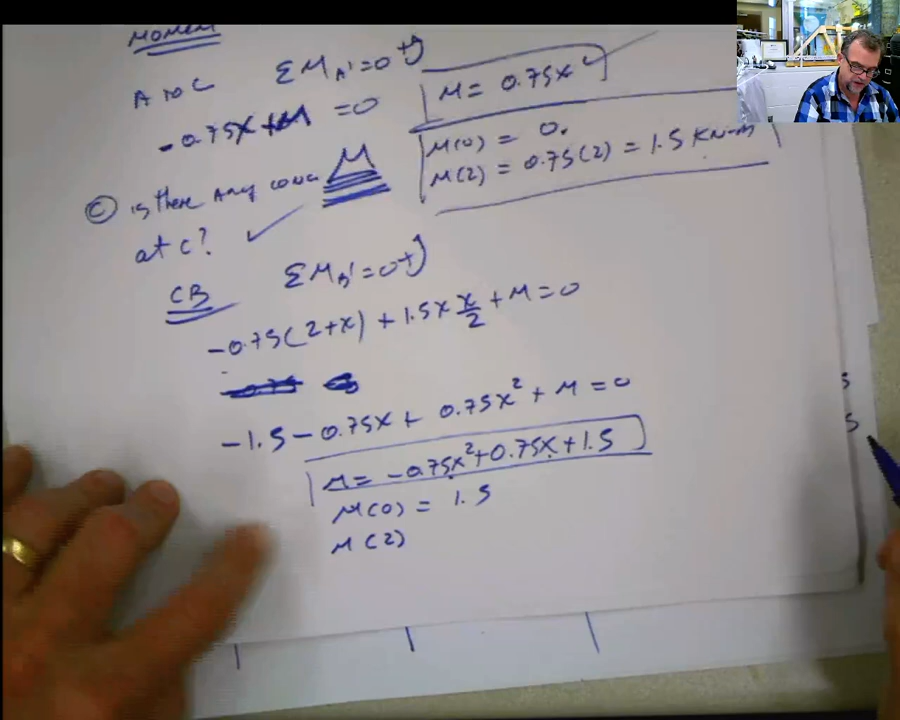 MOMENT
A TO C ΣM_A' = 0 +
-0.75x + M = 0
M = 0.75x
M(0) = 0.
M(2) = 0.75(2) = 1.5 KN-m
M
© is there Any
at C?
CB ΣM_B' = 0 +
-0.75(2+x) + 1.5x x/2 + M = 0
-1.5 - 0.75x + 0.75x² + M = 0
M = -0.75x² + 0.75x + 1.5
M(0) = 1.5
M(2)